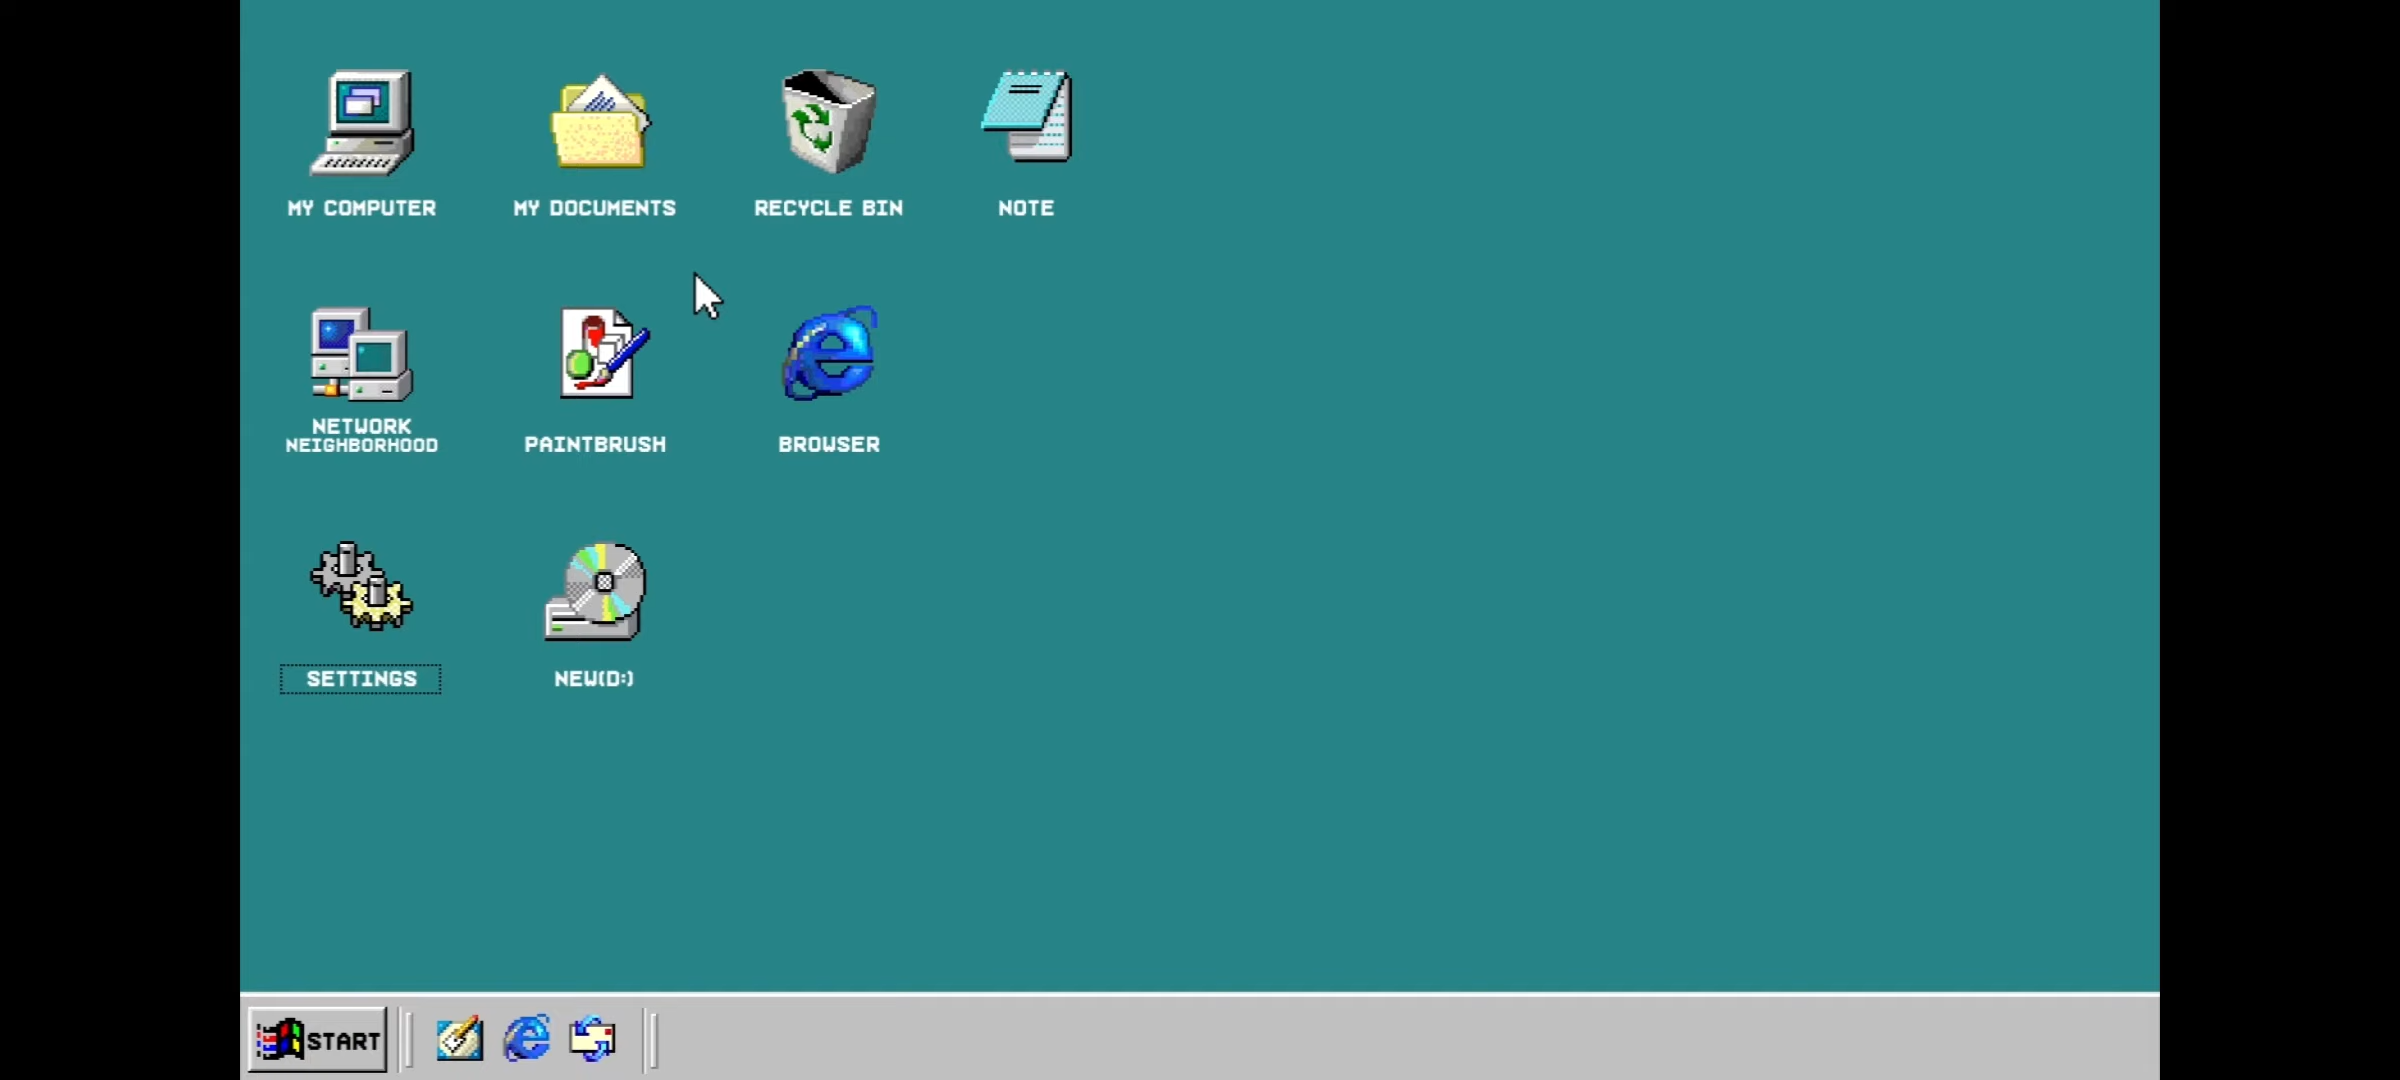 MY COMPUTER
MY DOCUMENTS
RECYCLE BIN
NOTE
NETWORK
NEIGHBORHOOD
PAINTBRUSH
BROWSER
SETTINGS
NEW(D:)
START